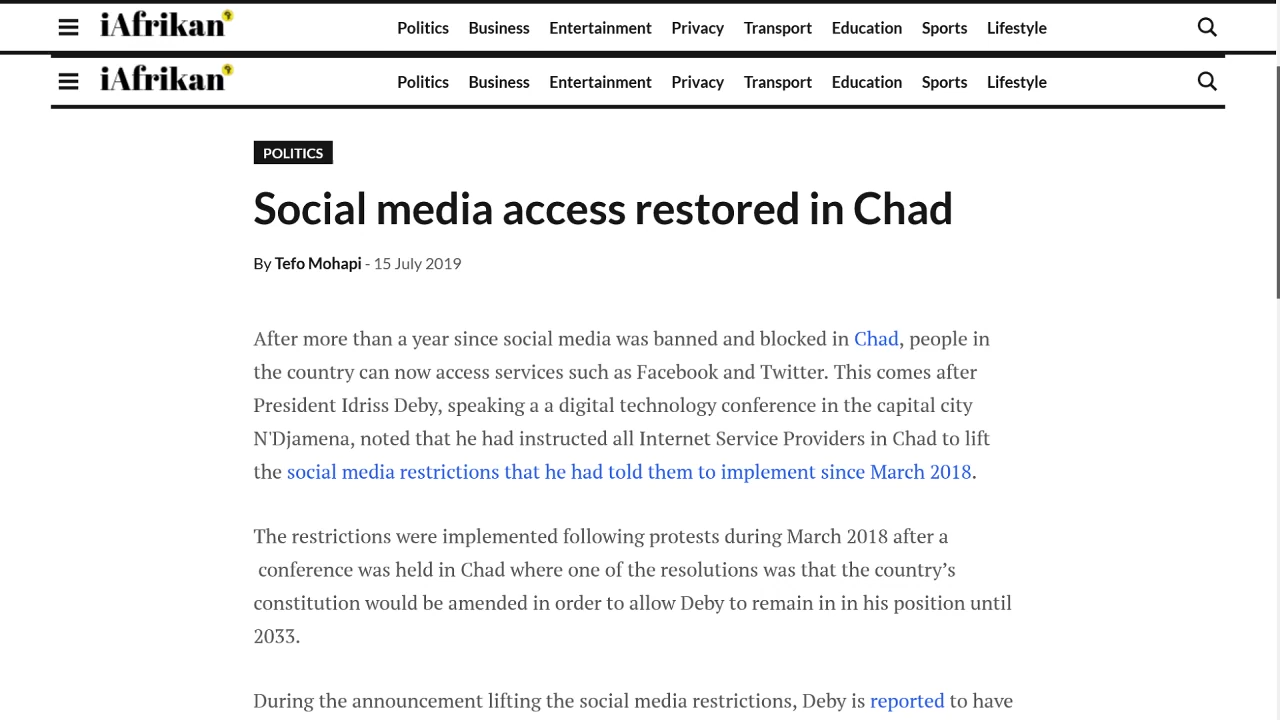 iAfrikan
Politics Business Entertainment Privacy Transport Education Sports Lifestyle
iAfrikan
Politics Business Entertainment Privacy Transport Education Sports Lifestyle
POLITICS
Social media access restored in Chad
By Tefo Mohapi - 15 July 2019
After more than a year since social media was banned and blocked in Chad, people in
the country can now access services such as Facebook and Twitter. This comes after
President Idriss Deby, speaking a a digital technology conference in the capital city
N'Djamena, noted that he had instructed all Internet Service Providers in Chad to lift
the social media restrictions that he had told them to implement since March 2018.
The restrictions were implemented following protests during March 2018 after a
conference was held in Chad where one of the resolutions was that the country’s
constitution would be amended in order to allow Deby to remain in in his position until
2033.
During the announcement lifting the social media restrictions, Deby is reported to have